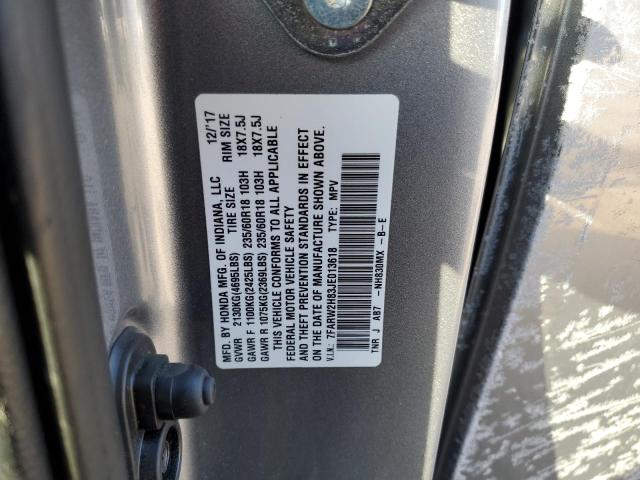 MFD. BY HONDA MFG. OF INDIANA, LLC 12/'17
GVWR 2130KG(4695LBS) TIRE SIZE RIM SIZE
GAWR F 1100KG(2425LBS) 235/60R18 103H 18X7.5J
GAWR R 1075KG(2369LBS) 235/60R18 103H 18X7.5J
THIS VEHICLE CONFORMS TO ALL APPLICABLE
FEDERAL MOTOR VEHICLE SAFETY
AND THEFT PREVENTION STANDARDS IN EFFECT
ON THE DATE OF MANUFACTURE SHOWN ABOVE.
V.I.N.: 7FARW2H83JE013618 TYPE: MPV
TNR J AB7 - NH830MX - B - E